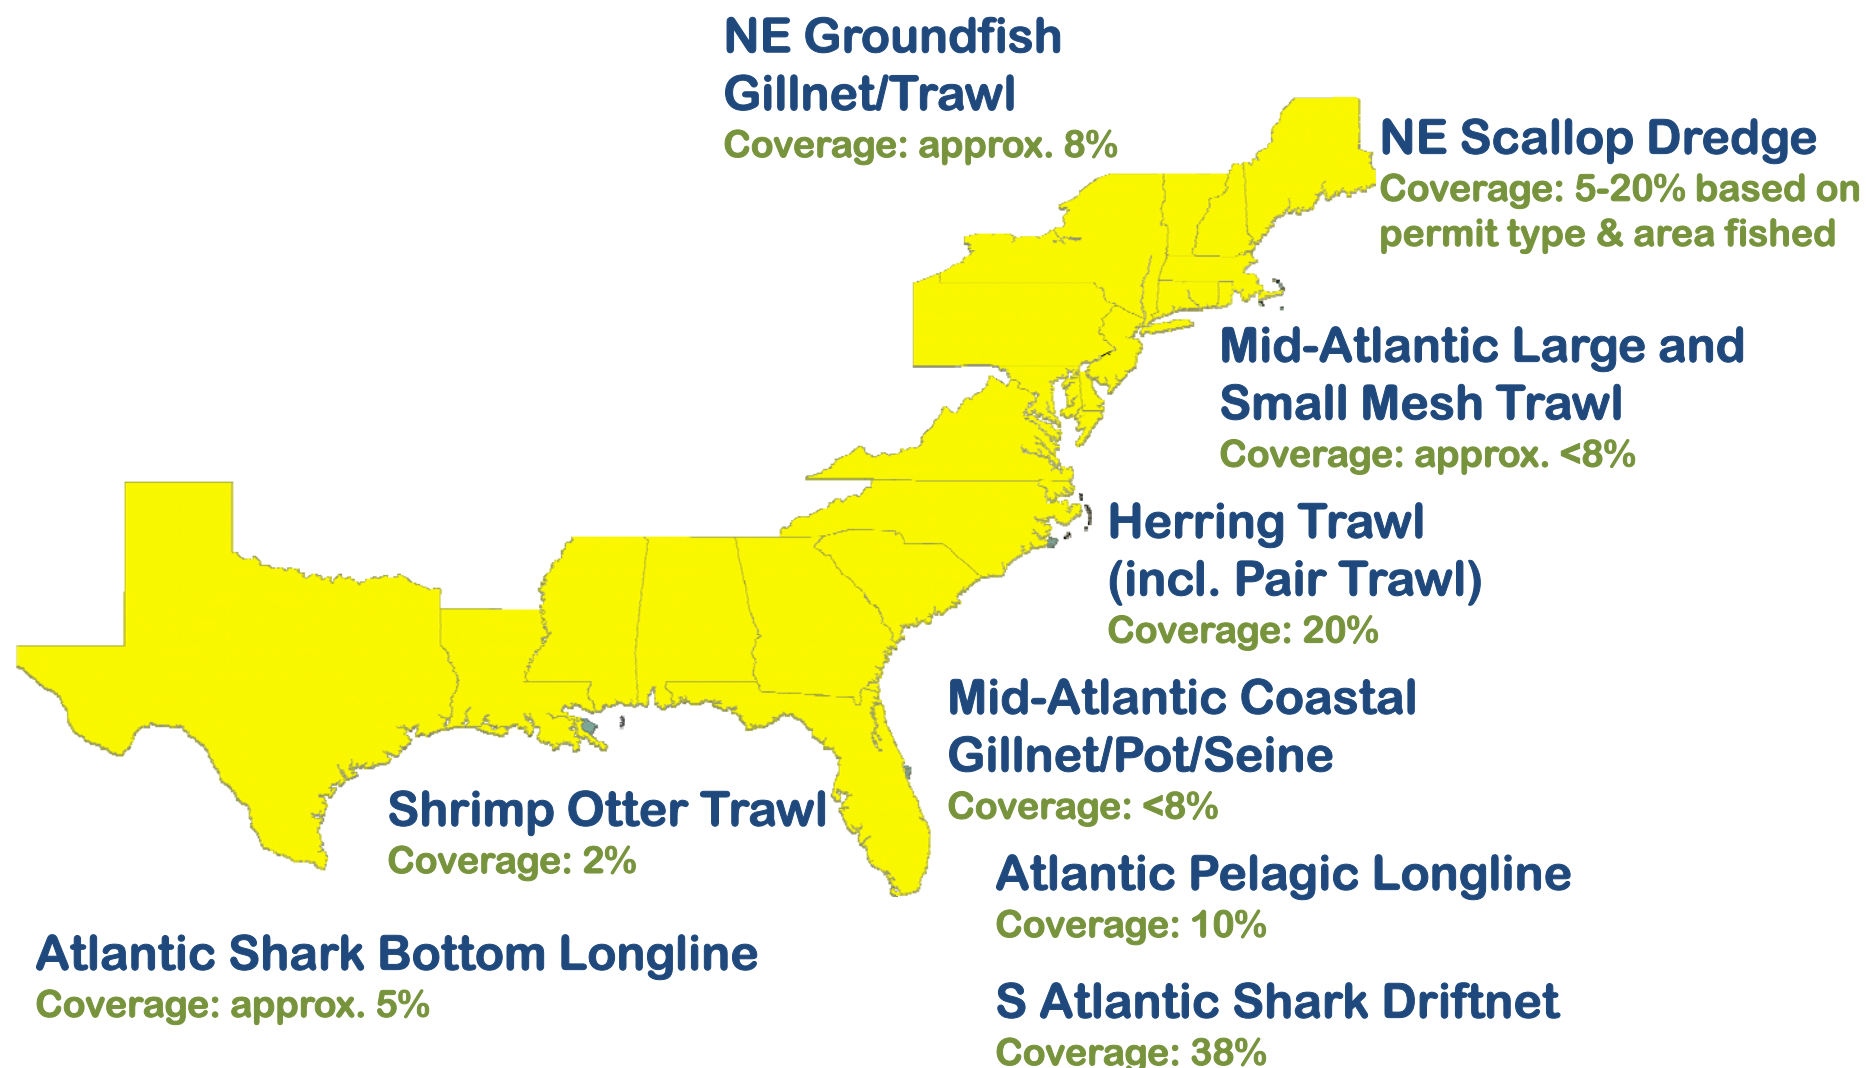 NE Groundfish
Gillnet/Trawl
Coverage: approx. 8%
NE Scallop Dredge
Coverage: 5-20% based on
permit type & area fished
Mid-Atlantic Large and
Small Mesh Trawl
Coverage: approx. <8%
Herring Trawl
(incl. Pair Trawl)
Coverage: 20%
Mid-Atlantic Coastal
Gillnet/Pot/Seine
Coverage: <8%
Shrimp Otter Trawl
Coverage: 2%
Atlantic Pelagic Longline
Coverage: 10%
Atlantic Shark Bottom Longline
Coverage: approx. 5%
S Atlantic Shark Driftnet
Coverage: 38%